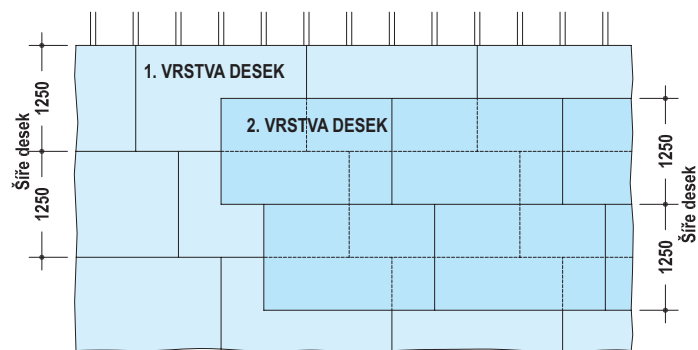 1. VRSTVA DESEK
2. VRSTVA DESEK
Šíře desek
1250
1250
1250
1250
Šíře desek